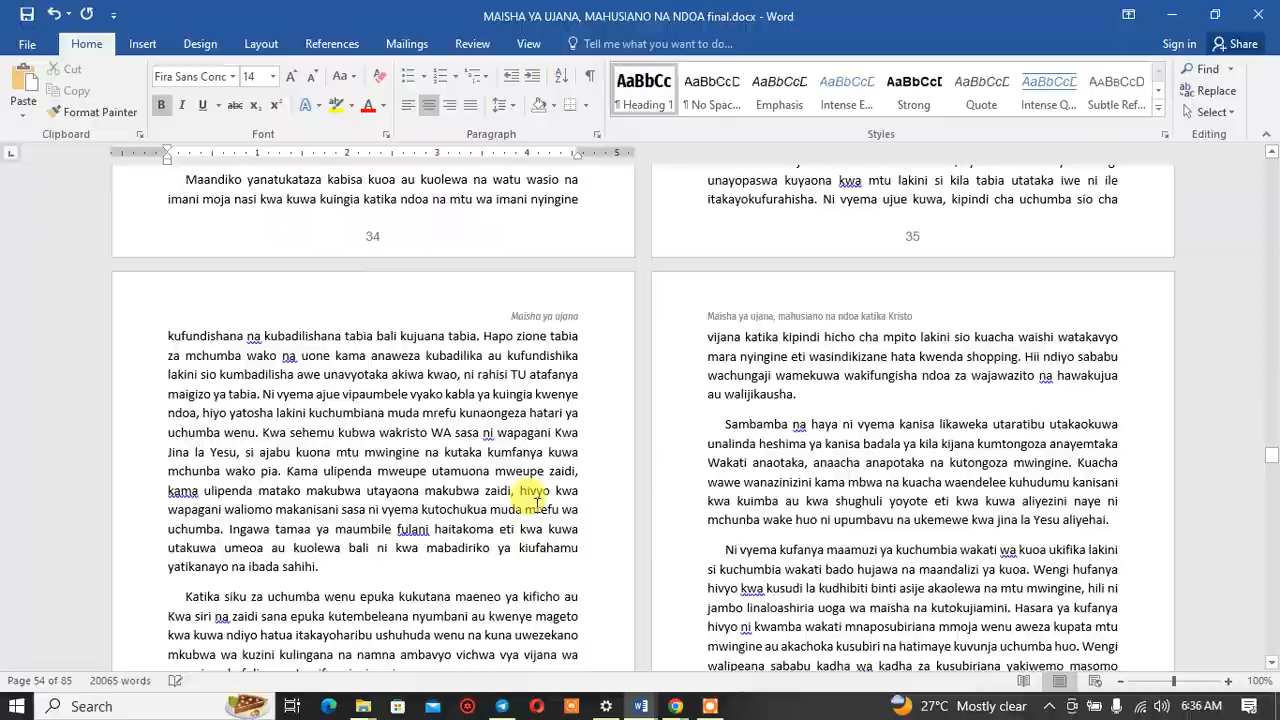 MAISHA YA UJANA, MAHUSIANO NA NDOA final.docx - Word
File
Home
Insert
Design
Layout
References
Mailings
Review
View
Tell me what you want to do...
Sign in
Share
Paste
Cut
Copy
Format Painter
Clipboard
Fira Sans Conc
14
Font
Paragraph
AaBbCc
¶ Heading 1
AaBbCcD
¶ No Spac...
AaBbCcD
Emphasis
AaBbCcD
Intense E...
AaBbCcD
Strong
AaBbCcD
Quote
AaBbCcD
Intense Q...
AaBbCcD
Subtle Ref...
Styles
Find
Replace
Select
Editing
1 2 3 4 5
Maandiko yanatukataza kabisa kuoa au kuolewa na watu wasio na
imani moja nasi kwa kuwa kuingia katika ndoa na mtu wa imani nyingine
34
unayopaswa kuyaona kwa mtu lakini si kila tabia utataka iwe ni ile
itakayokufurahisha. Ni vyema ujue kuwa, kipindi cha uchumba sio cha
35
Maisha ya ujana
kufundishana na kubadilishana tabia bali kujuana tabia. Hapo zione tabia
za mchumba wako na uone kama anaweza kubadilika au kufundishika
lakini sio kumbadilisha awe unavyotaka akiwa kwao, ni rahisi TU atafanya
maigizo ya tabia. Ni vyema ajue vipaumbele vyako kabla ya kuingia kwenye
ndoa, hiyo yatosha lakini kuchumbiana muda mrefu kunaongeza hatari ya
uchumba wenu. Kwa sehemu kubwa wakristo WA sasa ni wapagani Kwa
Jina la Yesu, si ajabu kuona mtu mwingine na kutaka kumfanya kuwa
mchunba wako pia. Kama ulipenda mweupe utamuona mweupe zaidi,
kama ulipenda matako makubwa utayaona makubwa zaidi, hivyo kwa
wapagani waliomo makanisani sasa ni vyema kutochukua muda mrefu wa
uchumba. Ingawa tamaa ya maumbile fulani haitakoma eti kwa kuwa
utakuwa umeoa au kuolewa bali ni kwa mabadiriko ya kiufahamu
yatikanayo na ibada sahihi.
Katika siku za uchumba wenu epuka kukutana maeneo ya kificho au
Kwa siri na zaidi sana epuka kutembeleana nyumbani au kwenye mageto
kwa kuwa ndiyo hatua itakayoharibu ushuhuda wenu na kuna uwezekano
mkubwa wa kuzini kulingana na namna ambavyo vichwa vya vijana wa
Maisha ya ujana, mahusiano na ndoa katika Kristo
vijana katika kipindi hicho cha mpito lakini sio kuacha waishi watakavyo
mara nyingine eti wasindikizane hata kwenda shopping. Hii ndiyo sababu
wachungaji wamekuwa wakifungisha ndoa za wajawazito na hawakujua
au walijikausha.
Sambamba na haya ni vyema kanisa likaweka utaratibu utakaokuwa
unalinda heshima ya kanisa badala ya kila kijana kumtongoza anayemtaka
Wakati anaotaka, anaacha anapotaka na kutongoza mwingine. Kuacha
wawe wanazinizini kama mbwa na kuacha waendelee kuhudumu kanisani
kwa kuimba au kwa shughuli yoyote eti kwa kuwa aliyezini naye ni
mchunba wake huo ni upumbavu na ukemewe kwa jina la Yesu aliyehai.
Ni vyema kufanya maamuzi ya kuchumbia wakati wa kuoa ukifika lakini
si kuchumbia wakati bado hujawa na maandalizi ya kuoa. Wengi hufanya
hivyo kwa kusudi la kudhibiti binti asije akaolewa na mtu mwingine, hili ni
jambo linaloashiria uoga wa maisha na kutokujiamini. Hasara ya kufanya
hivyo ni kwamba wakati mnaposubiriana mmoja wenu aweza kupata mtu
mwingine au akachoka kusubiri na hatimaye kuvunja uchumba huo. Wengi
walipeana sababu kadha wa kadha za kusubiriana yakiwemo masomo
Page 54 of 85
20065 words
100%
Search
27°C Mostly clear
6:36 AM